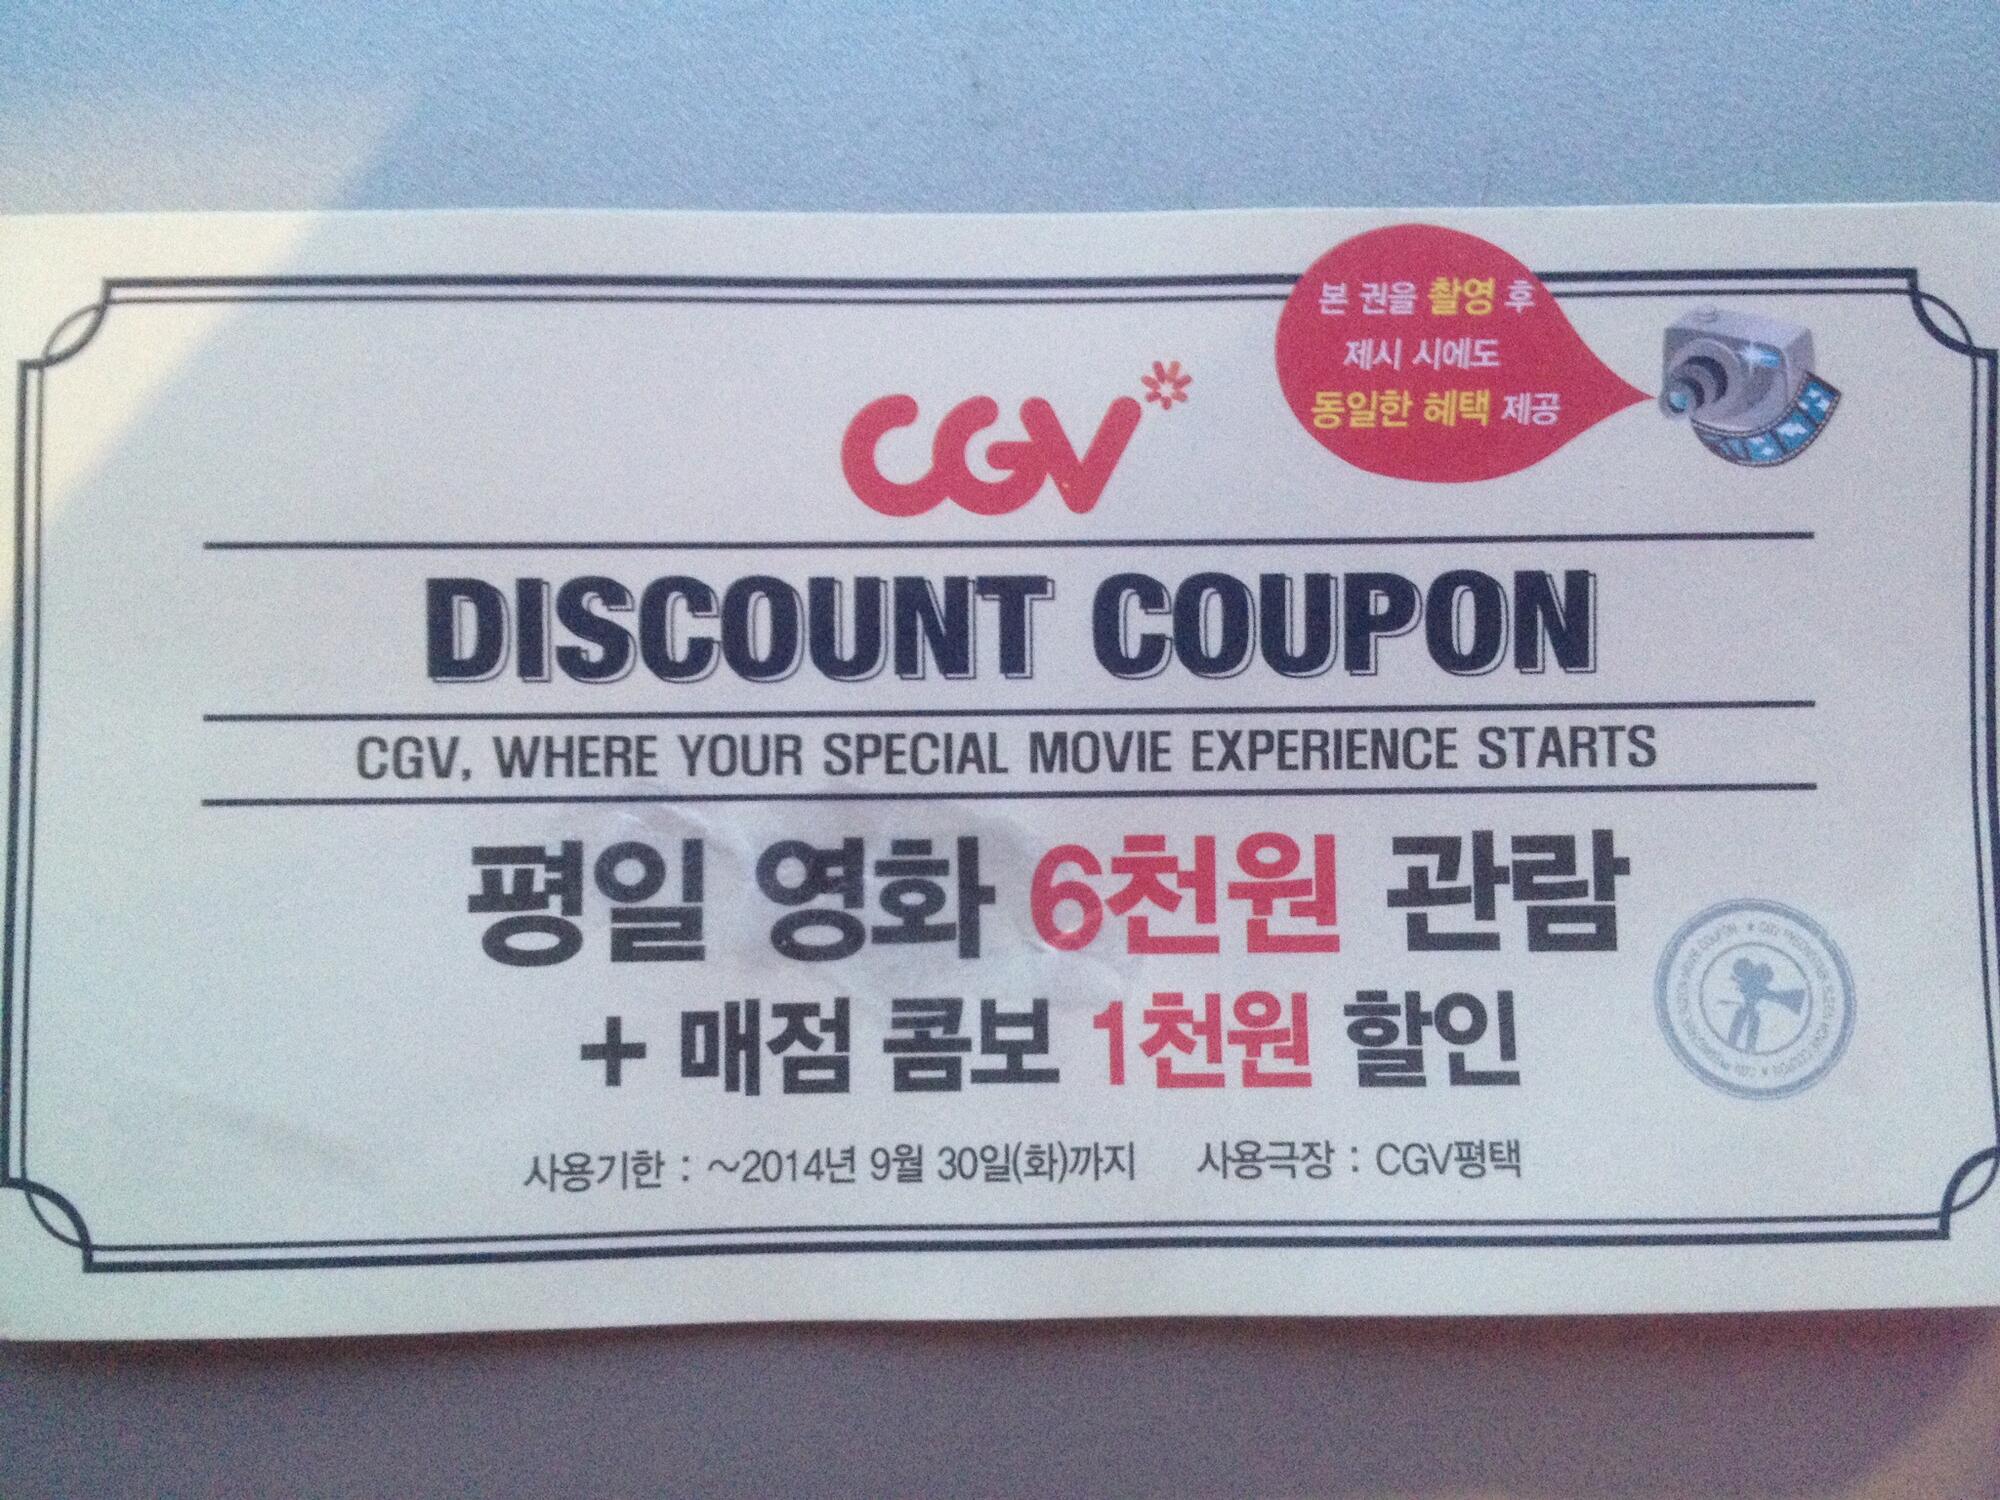 본 권을 촬영 후
제시 시에도
동일한 혜택 제공
CGV
DISCOUNT COUPON
CGV, WHERE YOUR SPECIAL MOVIE EXPERIENCE STARTS
평일 영화 6천원 관람
+ 매점 콤보 1천원 할인
사용기한 : ~2014년 9월 30일(화)까지 사용극장 : CGV평택